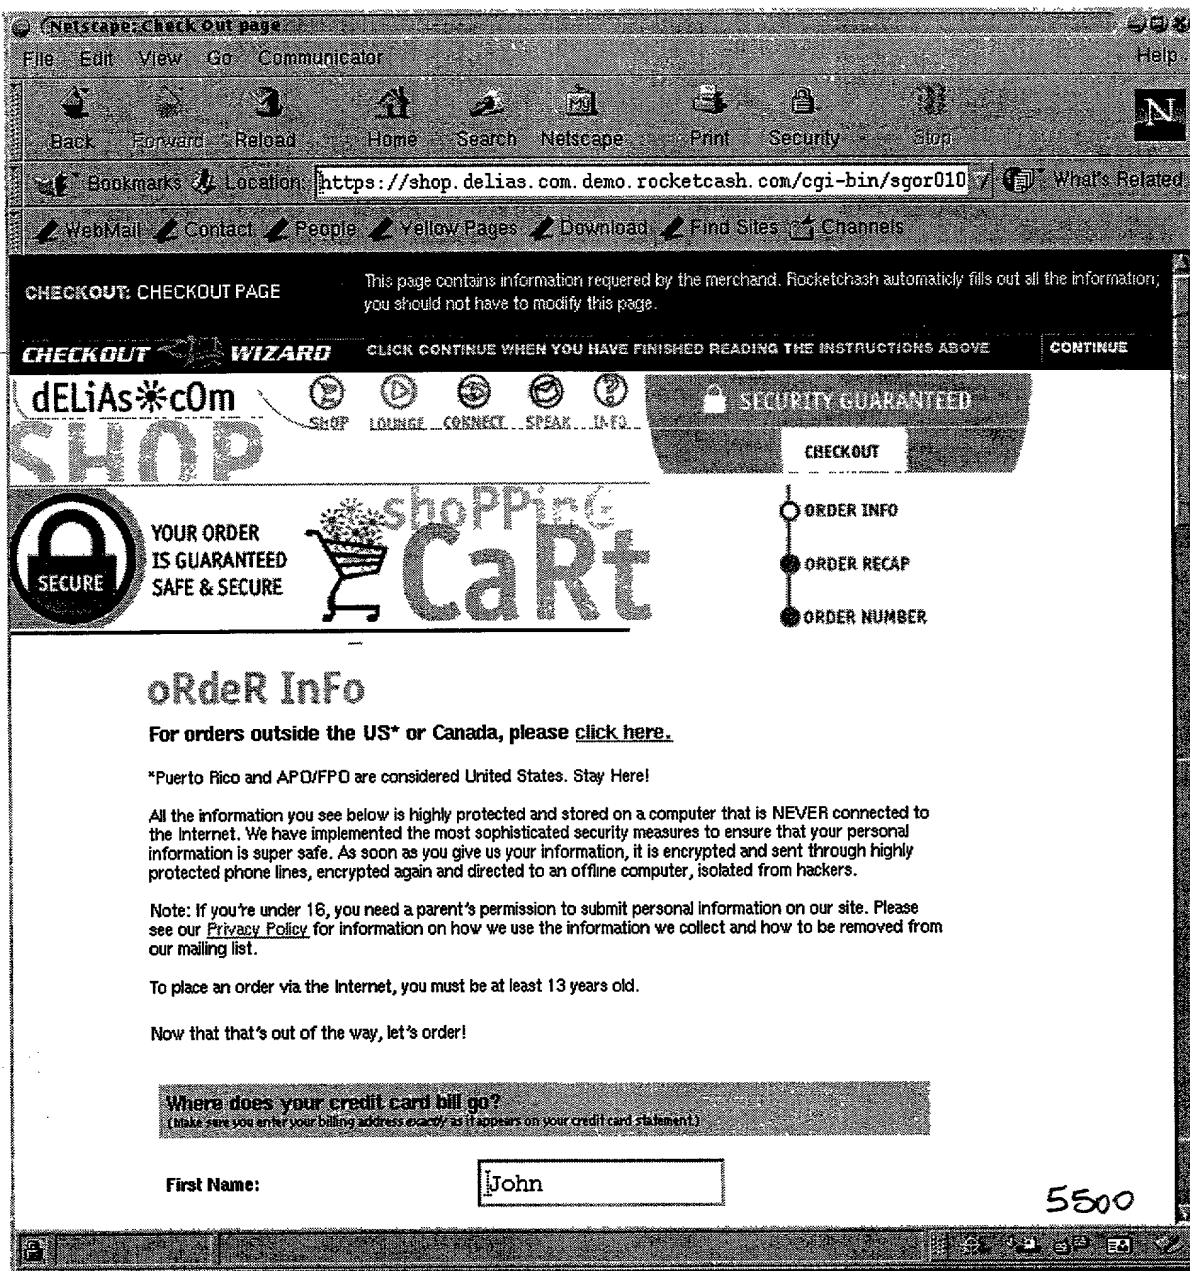 Netscape: Check Out page
File Edit View Go Communicator Help
Back Forward Reload Home Search Netscape Print Security Stop
My
N
Bookmarks Location: https://shop.delias.com.demo.rocketcash.com/cgi-bin/sgor010 What's Related
WebMail Contact People Yellow Pages Download Find Sites Channels
CHECKOUT: CHECKOUT PAGE
This page contains information requered by the merchand. Rocketchash automaticly fills out all the information;
you should not have to modify this page.
CHECKOUT WIZARD CLICK CONTINUE WHEN YOU HAVE FINISHED READING THE INSTRUCTIONS ABOVE CONTINUE
dELiAs*cOm
SHOP LOUNGE CONNECT SPEAK INFO
SECURITY GUARANTEED
SHOP
CHECKOUT
SECURE
YOUR ORDER
IS GUARANTEED
SAFE & SECURE
shoPPinG
CaRt
ORDER INFO
ORDER RECAP
ORDER NUMBER
oRdeR InFo
For orders outside the US* or Canada, please click here.
*Puerto Rico and APO/FPO are considered United States. Stay Here!
All the information you see below is highly protected and stored on a computer that is NEVER connected to
the Internet. We have implemented the most sophisticated security measures to ensure that your personal
information is super safe. As soon as you give us your information, it is encrypted and sent through highly
protected phone lines, encrypted again and directed to an offline computer, isolated from hackers.
Note: If you're under 16, you need a parent's permission to submit personal information on our site. Please
see our Privacy Policy for information on how we use the information we collect and how to be removed from
our mailing list.
To place an order via the Internet, you must be at least 13 years old.
Now that that's out of the way, let's order!
Where does your credit card bill go?
(Make sure you enter your billing address exactly as it appears on your credit card statement.)
First Name: John
5500